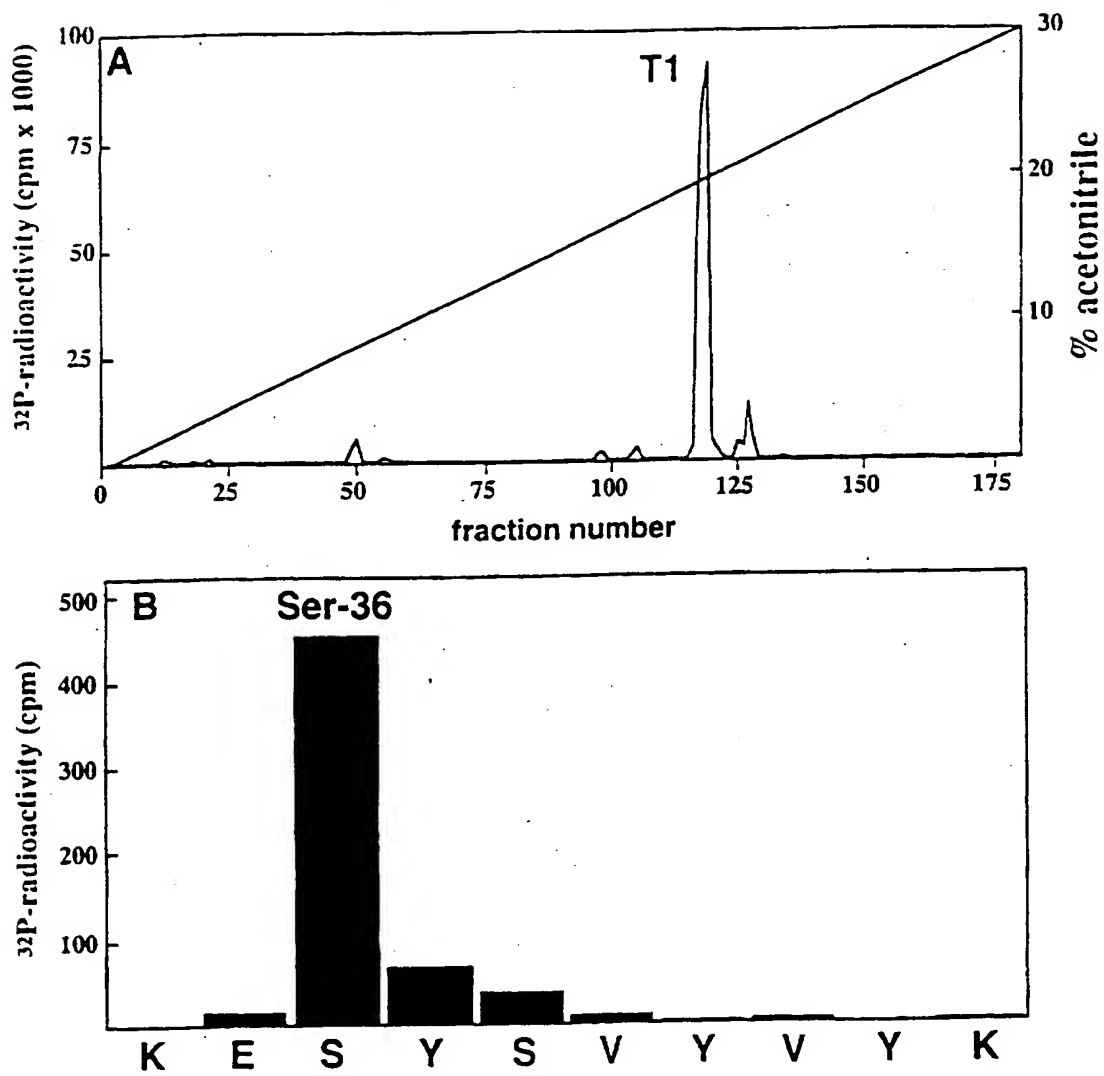 A
T1
³²P-radioactivity (cpm x 1000)
100
75
50
25
30
20
10
% acetonitrile
0 25 50 75 100 125 150 175
fraction number
B
Ser-36
³²P-radioactivity (cpm)
500
400
300
200
100
K E S Y S V Y V Y K